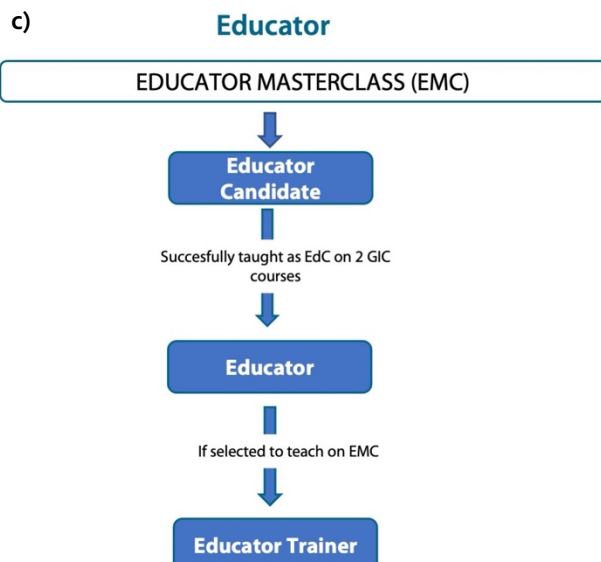 c)
Educator
EDUCATOR MASTERCLASS (EMC)
Educator
Candidate
Succesfully taught as EdC on 2 GIC
courses
Educator
If selected to teach on EMC
Educator Trainer